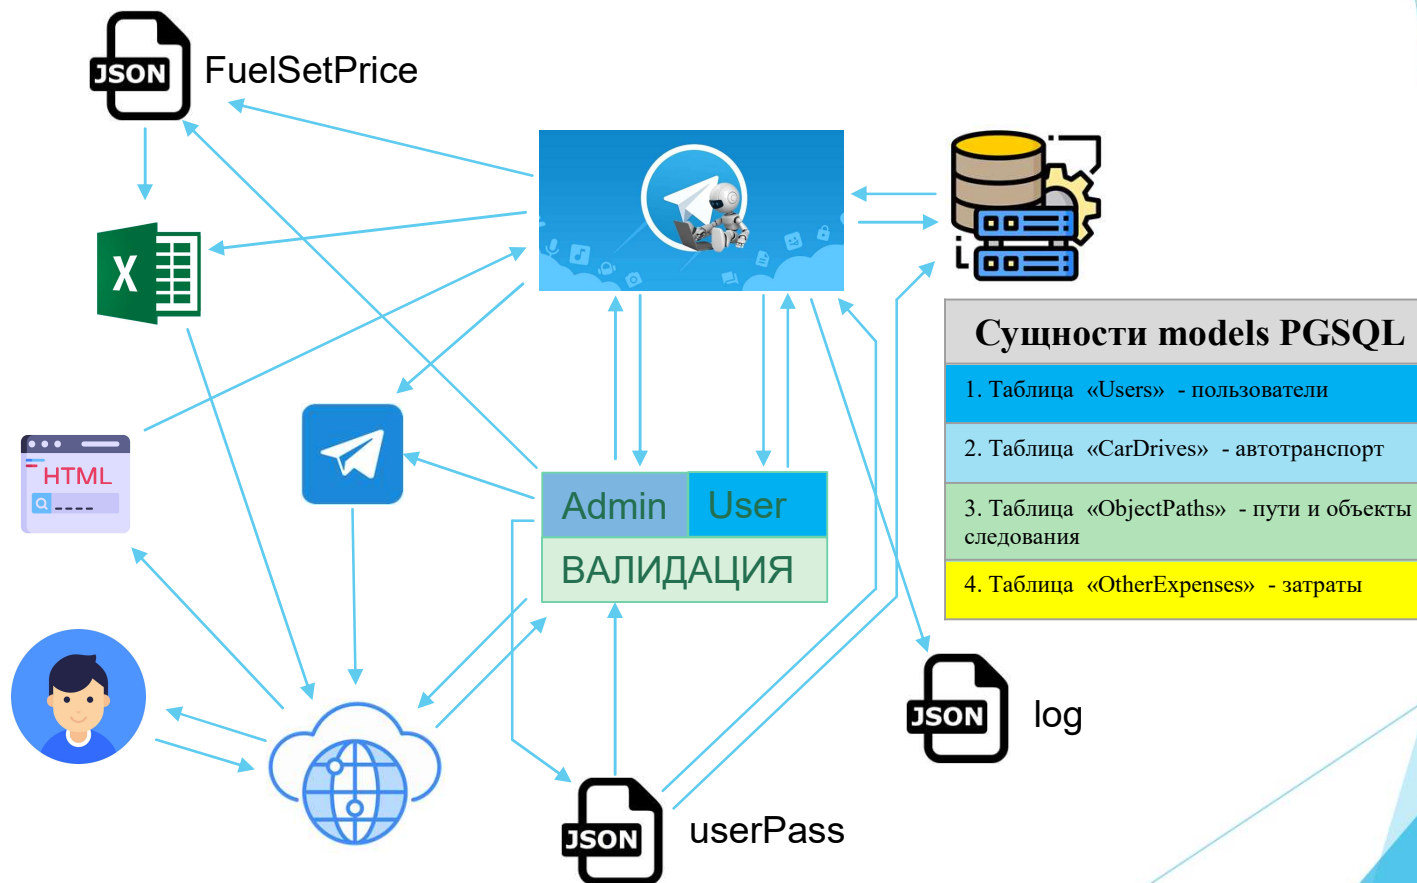 JSON
FuelSetPrice
X
HTML
Admin
User
ВАЛИДАЦИЯ
Сущности models PGSQL
1. Таблица «Users» - пользователи
2. Таблица «CarDrives» - автотранспорт
3. Таблица «ObjectPaths» - пути и объекты
следования
4. Таблица «OtherExpenses» - затраты
JSON
log
JSON
userPass